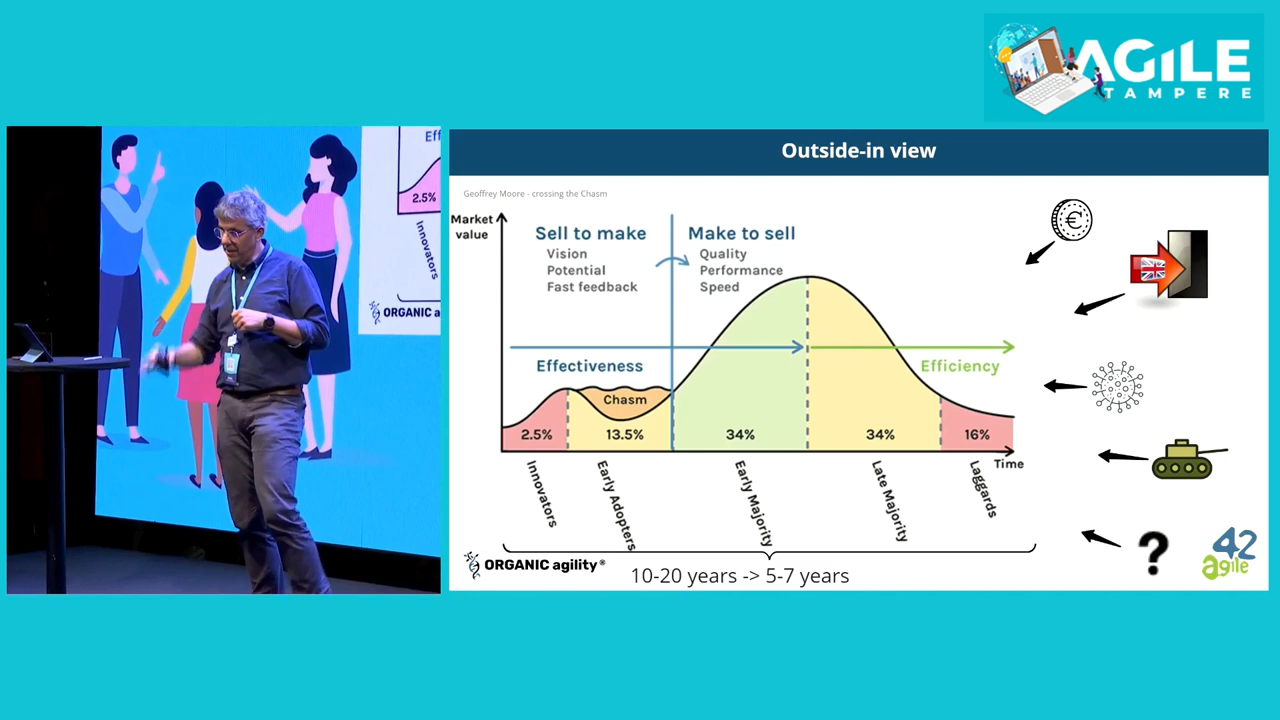 AGILE
TAMPERE
Eff
2.5%
Innovators
ORGANIC a
Outside-in view
Geoffrey Moore - crossing the Chasm
Market
value
Sell to make
Vision
Potential
Fast feedback
Make to sell
Quality
Performance
Speed
Effectiveness
Efficiency
Chasm
2.5%
13.5%
34%
34%
16%
Time
Innovators
Early Adopters
Early Majority
Late Majority
Laggards
ORGANIC agility®
10-20 years -> 5-7 years
€
?
42
agile